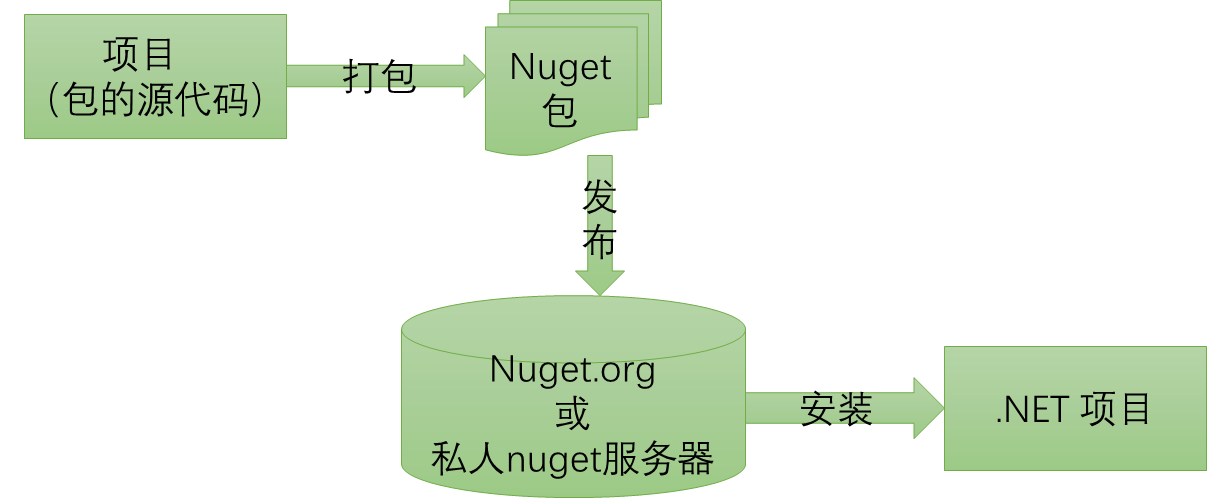 项目
（包的源代码）
打包
Nuget
包
发
布
Nuget.org
或
私人nuget服务器
安装
.NET 项目